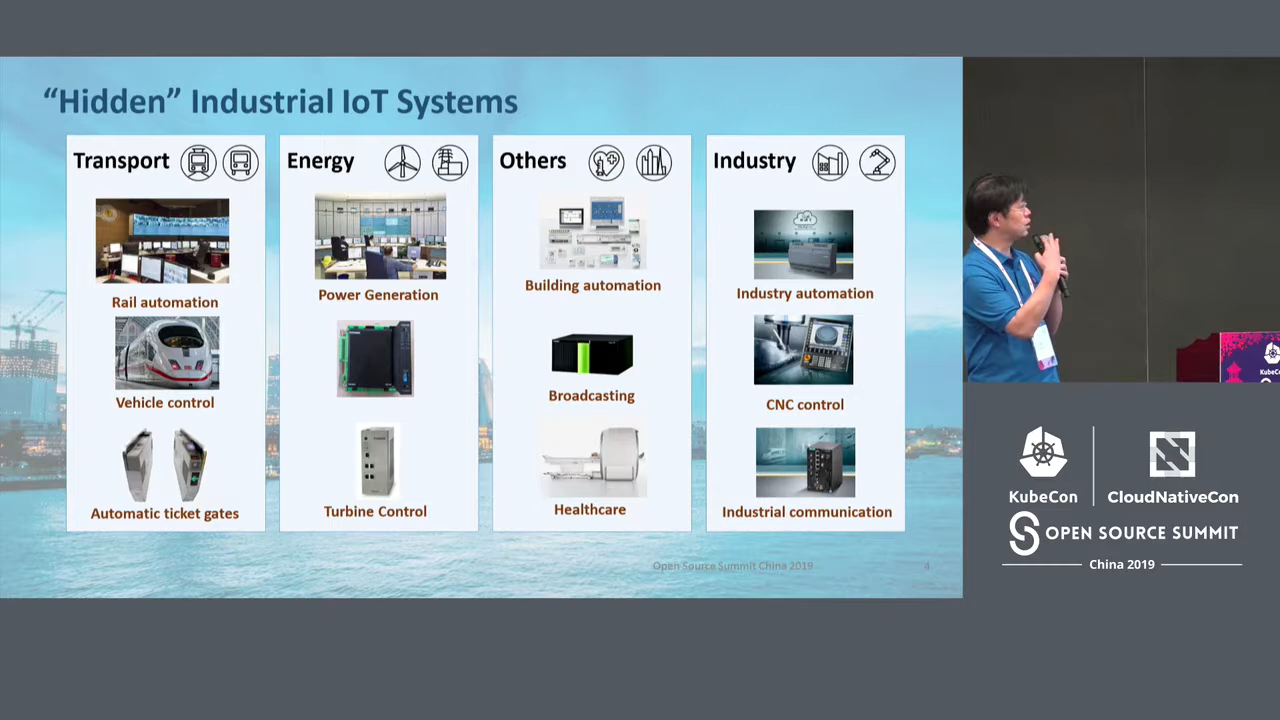 “Hidden” Industrial IoT Systems
Transport
Rail automation
Vehicle control
Automatic ticket gates
Energy
Power Generation
Turbine Control
Others
Building automation
Broadcasting
Healthcare
Industry
Industry automation
CNC control
Industrial communication
Open Source Summit China 2019
4
KubeCon
CloudNativeCon
OPEN SOURCE SUMMIT
China 2019